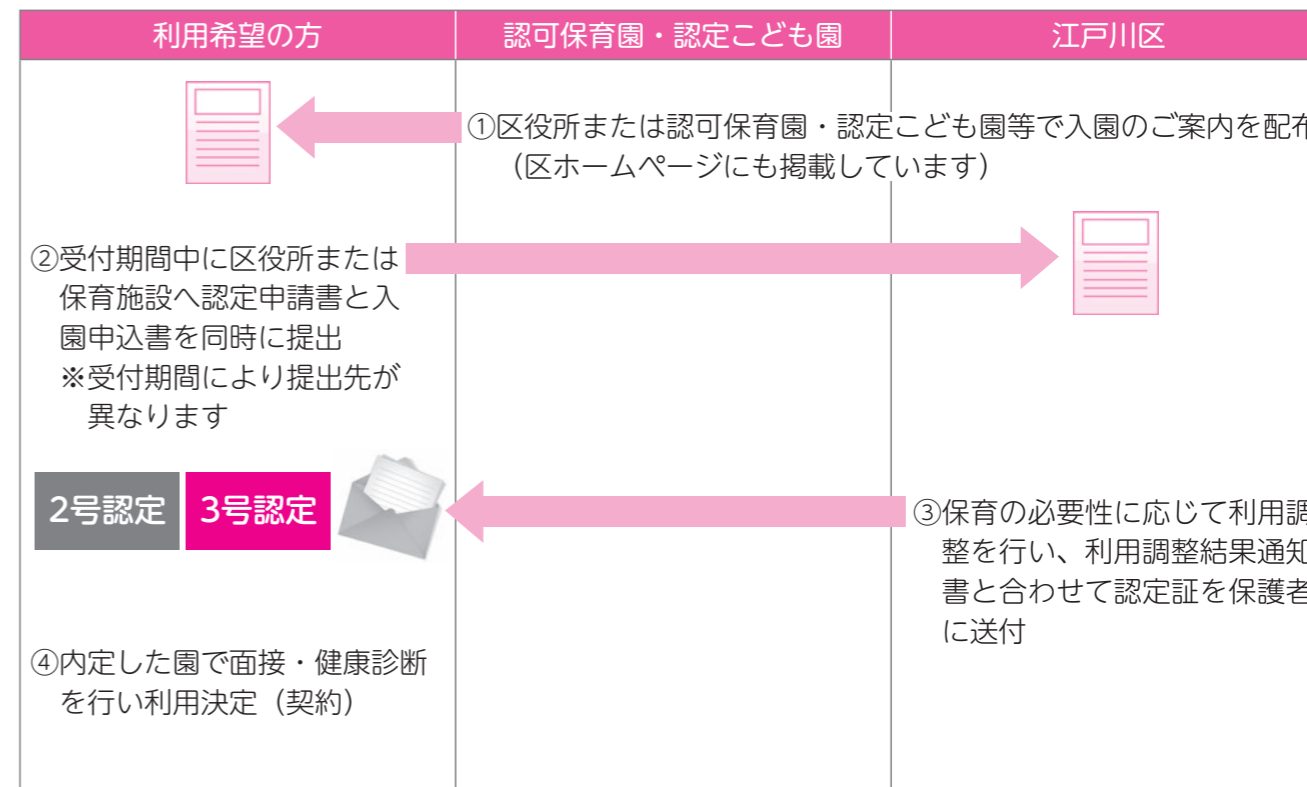 利用希望の方
認可保育園・認定こども園
江戸川区
①区役所または認可保育園・認定こども園等で入園のご案内を配布
（区ホームページにも掲載しています）
②受付期間中に区役所または
保育施設へ認定申請書と入
園申込書を同時に提出
※受付期間により提出先が
異なります
2号認定
3号認定
③保育の必要性に応じて利用調
整を行い、利用調整結果通知
書と合わせて認定証を保護者
に送付
④内定した園で面接・健康診断
を行い利用決定（契約）